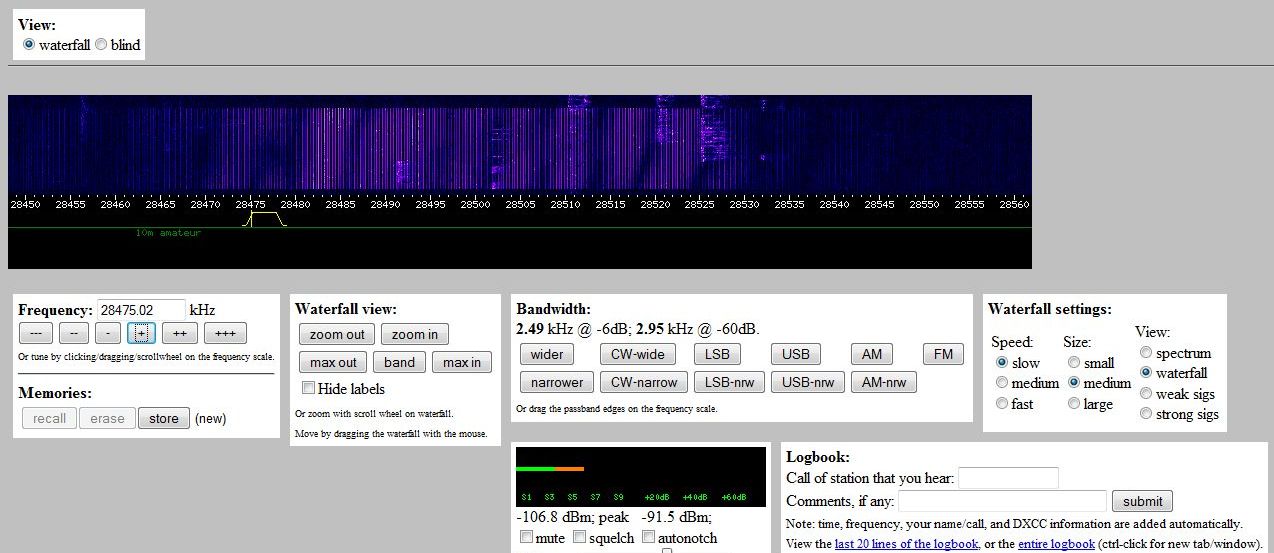 View:
waterfall blind
28450 28455 28460 28465 28470 28475 28480 28485 28490 28495 28500 28505 28510 28515 28520 28525 28530 28535 28540 28545 28550 28555 28560
10m amateur
Frequency: 28475.02 kHz
--- -- - + ++ +++
Or tune by clicking/dragging/scrollwheel on the frequency scale.
Memories:
recall erase store (new)
Waterfall view:
zoom out zoom in
max out band max in
Hide labels
Or zoom with scroll wheel on waterfall.
Move by dragging the waterfall with the mouse.
Bandwidth:
2.49 kHz @ -6dB; 2.95 kHz @ -60dB.
wider CW-wide LSB USB AM FM
narrower CW-narrow LSB-nrw USB-nrw AM-nrw
Or drag the passband edges on the frequency scale.
Waterfall settings:
Speed: Size: View:
slow small spectrum
medium medium waterfall
fast large weak sigs
strong sigs
S1 S3 S5 S7 S9 +20dB +40dB +60dB
-106.8 dBm; peak -91.5 dBm;
mute squelch autonotch
Logbook:
Call of station that you hear:
Comments, if any: submit
Note: time, frequency, your name/call, and DXCC information are added automatically.
View the last 20 lines of the logbook, or the entire logbook (ctrl-click for new tab/window).